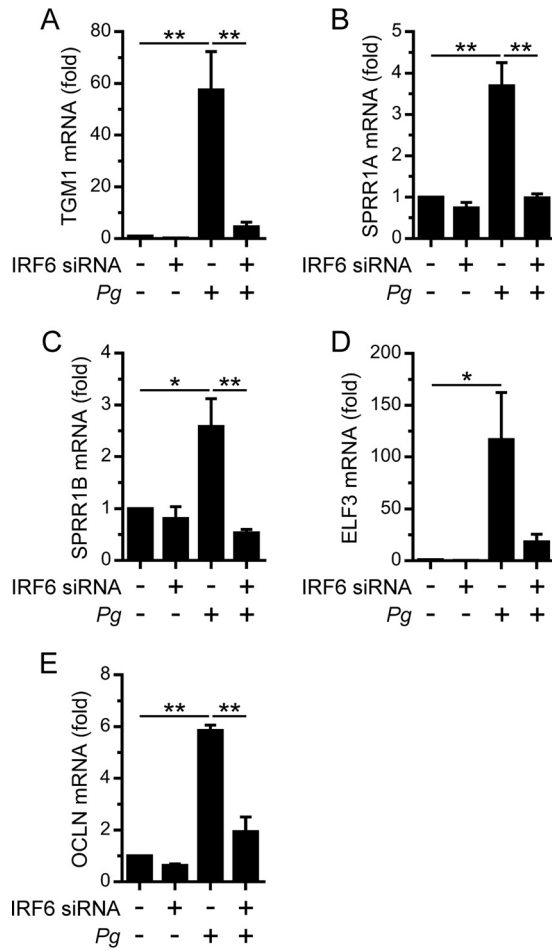 A
TGM1 mRNA (fold)
80
60
40
20
0
** **
IRF6 siRNA - + - +
Pg - - + +
B
SPRR1A mRNA (fold)
5
4
3
2
1
0
** **
IRF6 siRNA - + - +
Pg - - + +
C
SPRR1B mRNA (fold)
4
3
2
1
0
* **
IRF6 siRNA - + - +
Pg - - + +
D
ELF3 mRNA (fold)
200
150
100
50
0
*
IRF6 siRNA - + - +
Pg - - + +
E
OCLN mRNA (fold)
8
6
4
2
0
** **
IRF6 siRNA - + - +
Pg - - + +